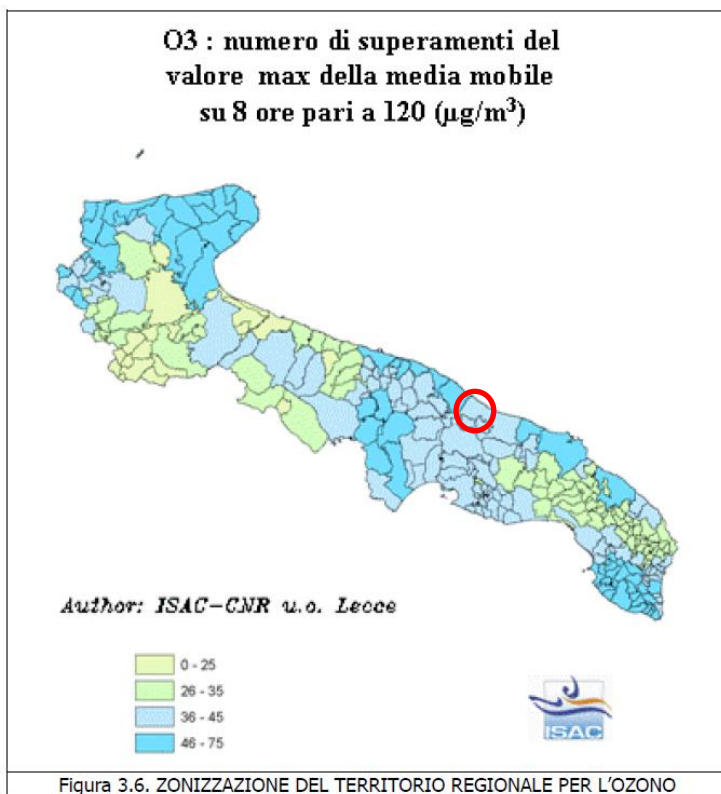 O3 : numero di superamenti del
valore max della media mobile
su 8 ore pari a 120 (µg/m³)
Author: ISAC-CNR u.o. Lecce
0 - 25
26 - 35
36 - 45
46 - 75
ISAC
Figura 3.6. ZONIZZAZIONE DEL TERRITORIO REGIONALE PER L'OZONO